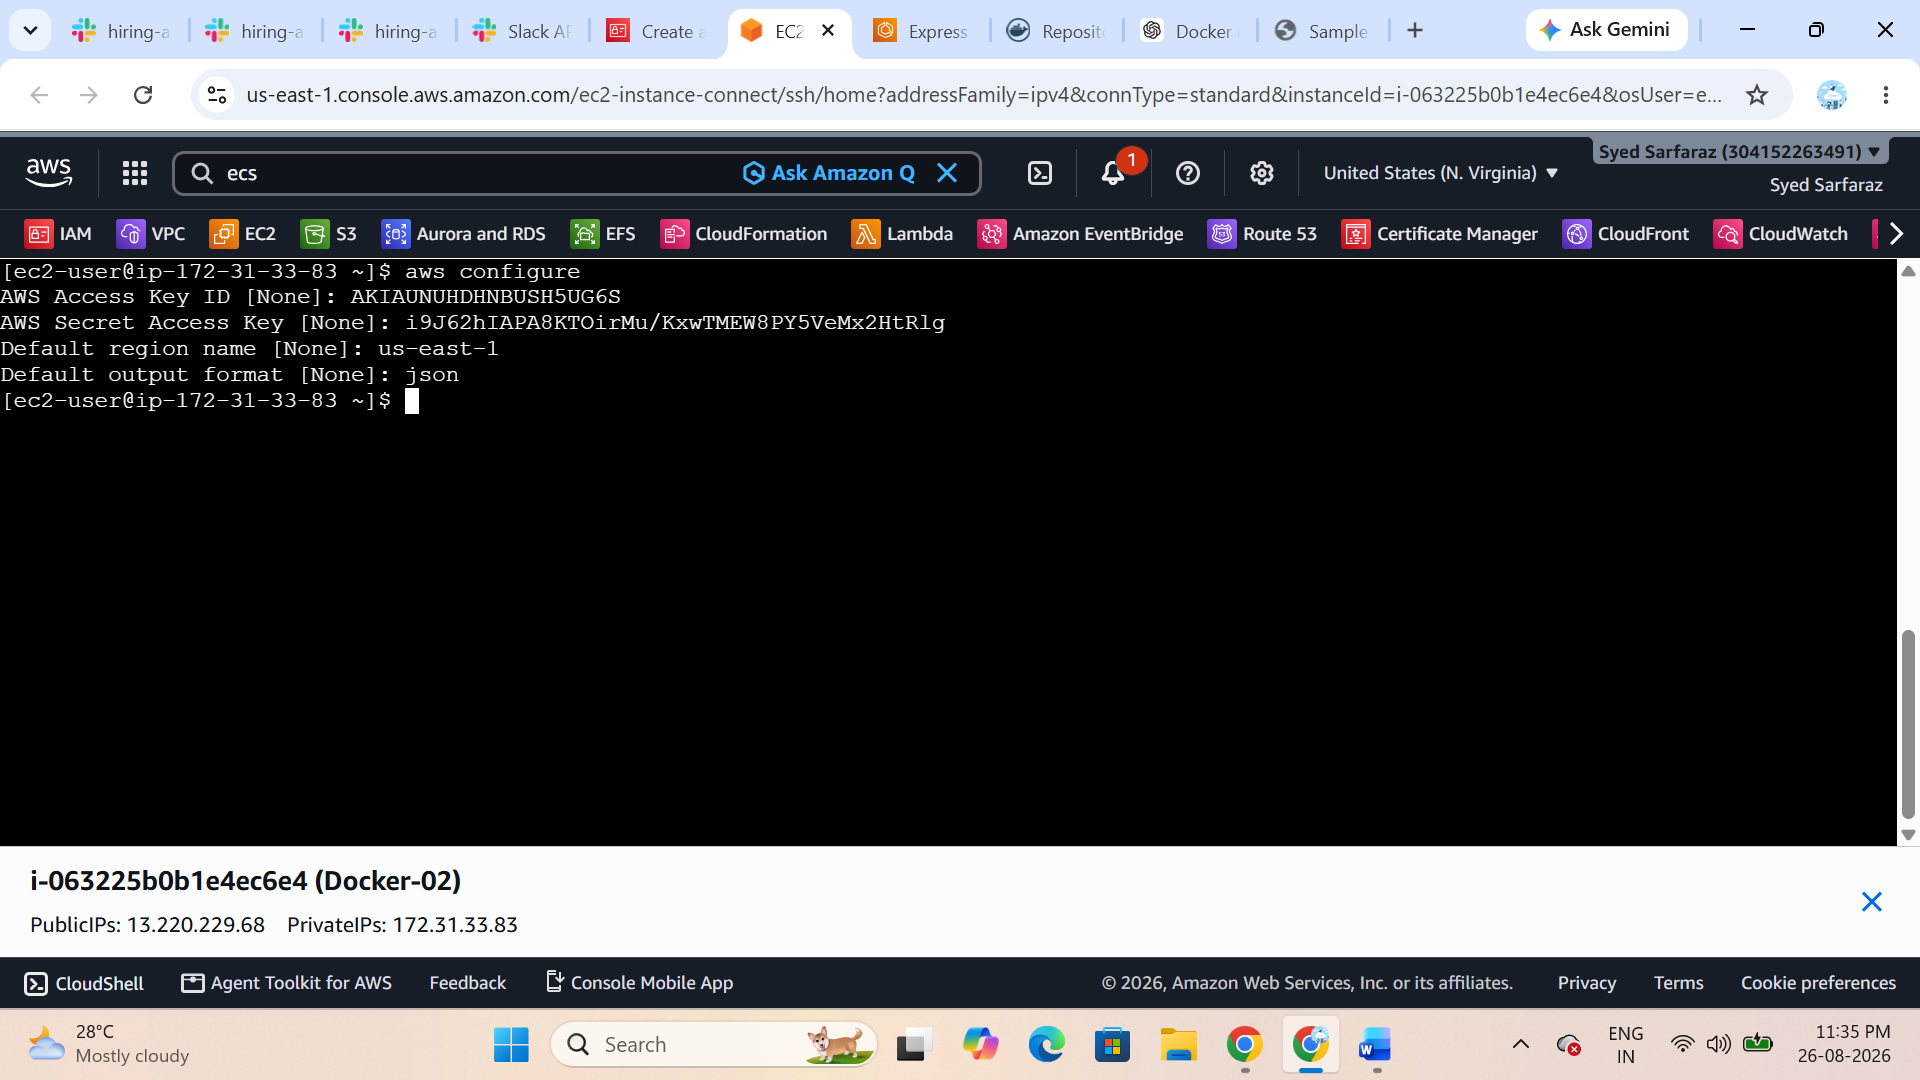 hiring-a
hiring-a
hiring-a
Slack AP
Create a
EC2
Express
Reposito
Docker
Sample
Ask Gemini
us-east-1.console.aws.amazon.com/ec2-instance-connect/ssh/home?addressFamily=ipv4&connType=standard&instanceId=i-063225b0b1e4ec6e4&osUser=e...
aws
ecs
Ask Amazon Q
1
United States (N. Virginia) ▼
Syed Sarfaraz (304152263491) ▼
Syed Sarfaraz
IAM
VPC
EC2
S3
Aurora and RDS
EFS
CloudFormation
Lambda
Amazon EventBridge
Route 53
Certificate Manager
CloudFront
CloudWatch
[ec2-user@ip-172-31-33-83 ~]$ aws configure
AWS Access Key ID [None]: AKIAUNUHDHNBUSH5UG6S
AWS Secret Access Key [None]: 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
Default region name [None]: us-east-1
Default output format [None]: json
[ec2-user@ip-172-31-33-83 ~]$
i-063225b0b1e4ec6e4 (Docker-02)
PublicIPs: 13.220.229.68 PrivateIPs: 172.31.33.83
CloudShell
Agent Toolkit for AWS
Feedback
Console Mobile App
© 2026, Amazon Web Services, Inc. or its affiliates.
Privacy
Terms
Cookie preferences
28°C
Mostly cloudy
Search
ENG
IN
11:35 PM
26-08-2026